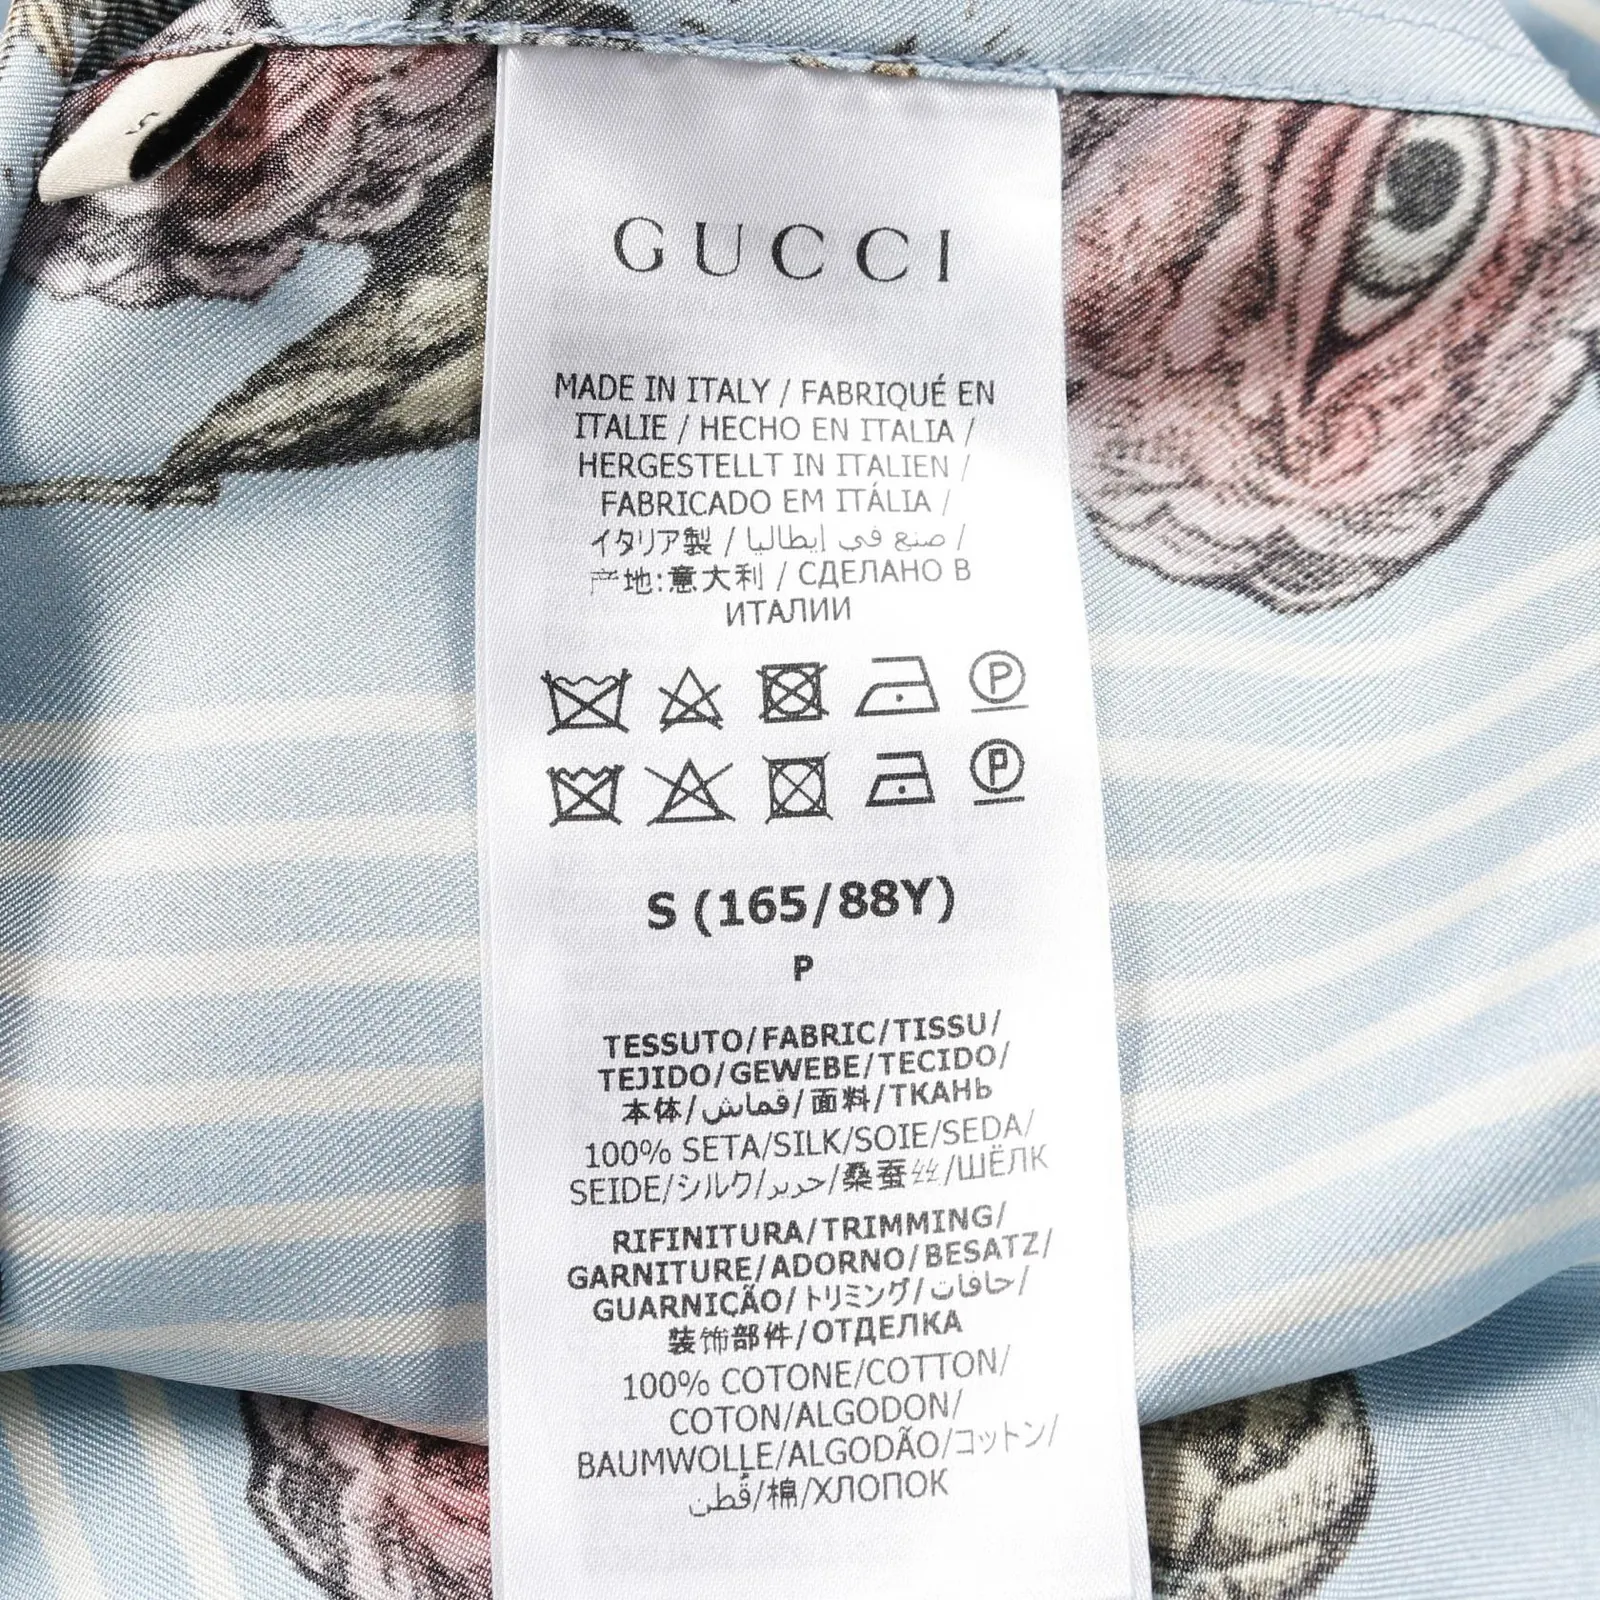 S
GUCCI
MADE IN ITALY / FABRIQUÉ EN
ITALIE / HECHO EN ITALIA /
HERGESTELLT IN ITALIEN /
FABRICADO EM ITÁLIA /
イタリア製 / صنع في إيطاليا /
产地:意大利 / СДЕЛАНО В
ИТАЛИИ
P
P
S (165/88Y)
P
TESSUTO/FABRIC/TISSU/
TEJIDO/GEWEBE/TECIDO/
本体/قماش/面料/ТКАНЬ
100% SETA/SILK/SOIE/SEDA/
SEIDE/シルク/حرير/桑蚕丝/ШЁЛК
RIFINITURA/TRIMMING/
GARNITURE/ADORNO/BESATZ/
GUARNIÇÃO/トリミング/حافات/
装饰部件/ОТДЕЛКА
100% COTONE/COTTON/
COTON/ALGODON/
BAUMWOLLE/ALGODÃO/コットン/
قُطن/棉/ХЛОПОК